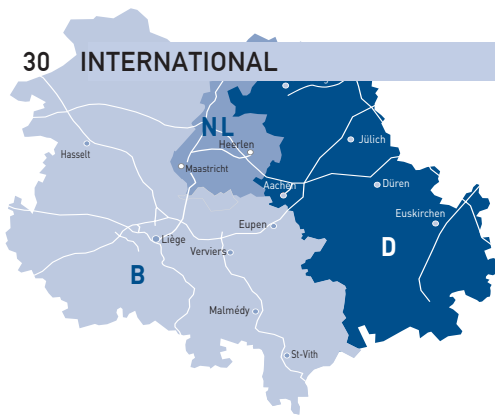 30 INTERNATIONAL
NL
Heerlen
Jülich
Hasselt
Maastricht
Aachen
Düren
Euskirchen
Eupen
Liège
Verviers
D
B
Malmédy
St-Vith